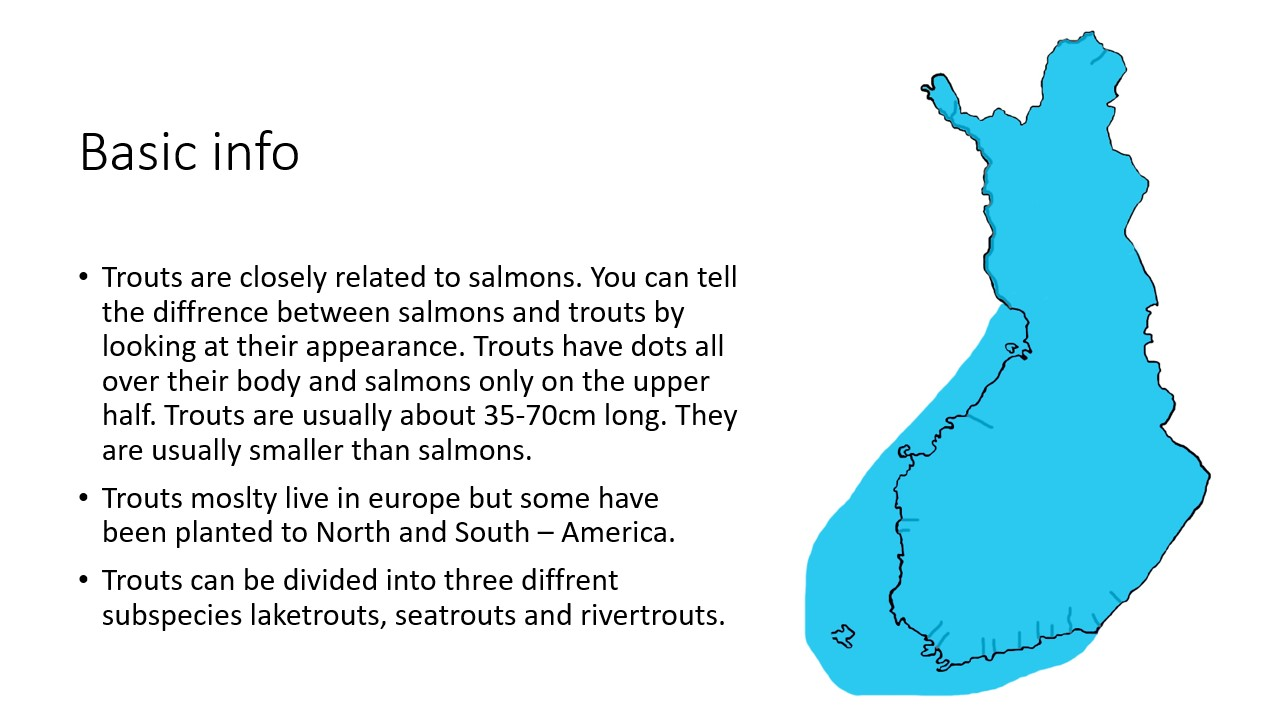 Basic info
• Trouts are closely related to salmons. You can tell
the diffrence between salmons and trouts by
looking at their appearance. Trouts have dots all
over their body and salmons only on the upper
half. Trouts are usually about 35-70cm long. They
are usually smaller than salmons.
• Trouts moslty live in europe but some have
been planted to North and South – America.
• Trouts can be divided into three diffrent
subspecies laketrouts, seatrouts and rivertrouts.